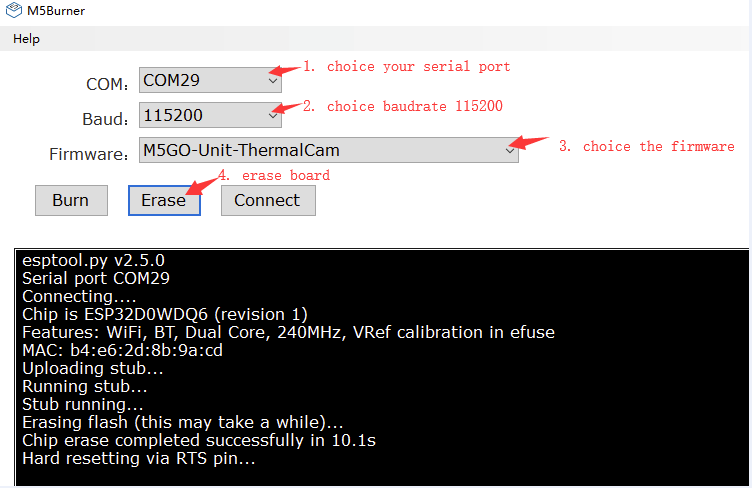 M5Burner
Help
1. choice your serial port
COM: COM29
2. choice baudrate 115200
Baud: 115200
3. choice the firmware
Firmware: M5GO-Unit-ThermalCam
4. erase board
Burn Erase Connect
esptool.py v2.5.0
Serial port COM29
Connecting....
Chip is ESP32D0WDQ6 (revision 1)
Features: WiFi, BT, Dual Core, 240MHz, VRef calibration in efuse
MAC: b4:e6:2d:8b:9a:cd
Uploading stub...
Running stub...
Stub running...
Erasing flash (this may take a while)...
Chip erase completed successfully in 10.1s
Hard resetting via RTS pin...